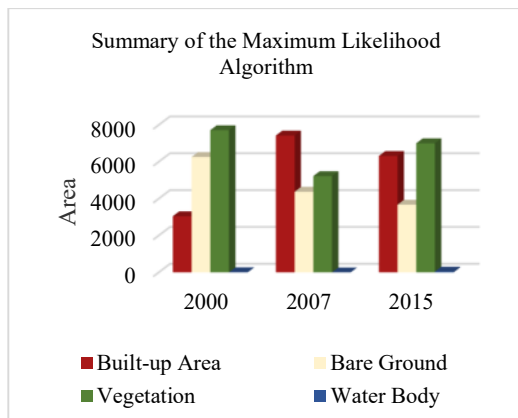 Summary of the Maximum Likelihood
Algorithm
Area
8000
6000
4000
2000
0
2000 2007 2015
Built-up Area Bare Ground
Vegetation Water Body